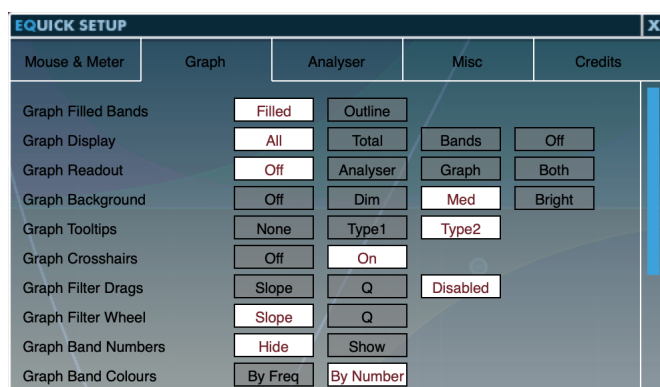 EQUICK SETUP X
Mouse & Meter Graph Analyser Misc Credits
Graph Filled Bands Filled Outline
Graph Display All Total Bands Off
Graph Readout Off Analyser Graph Both
Graph Background Off Dim Med Bright
Graph Tooltips None Type1 Type2
Graph Crosshairs Off On
Graph Filter Drags Slope Q Disabled
Graph Filter Wheel Slope Q
Graph Band Numbers Hide Show
Graph Band Colours By Freq By Number